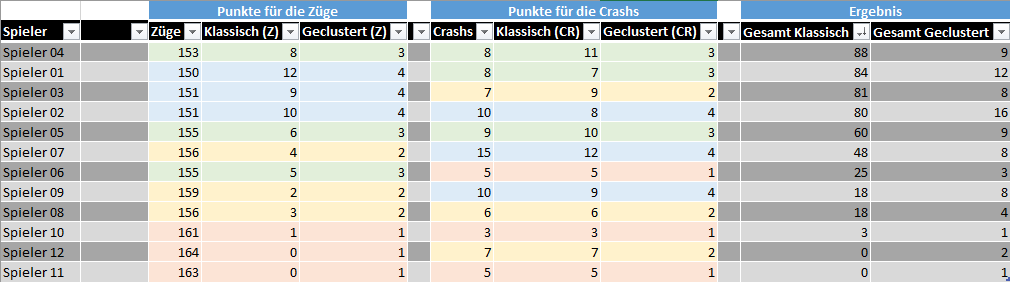 Punkte für die Züge Punkte für die Crashs Ergebnis
Spieler Züge Klassisch (Z) Geclustert (Z) Crashs Klassisch (CR) Geclustert (CR) Gesamt Klassisch Gesamt Geclustert
Spieler 04 153 8 3 8 11 3 88 9
Spieler 01 150 12 4 8 7 3 84 12
Spieler 03 151 9 4 7 9 2 81 8
Spieler 02 151 10 4 10 8 4 80 16
Spieler 05 155 6 3 9 10 3 60 9
Spieler 07 156 4 2 15 12 4 48 8
Spieler 06 155 5 3 5 5 1 25 3
Spieler 09 159 2 2 10 9 4 18 8
Spieler 08 156 3 2 6 6 2 18 4
Spieler 10 161 1 1 3 3 1 3 1
Spieler 12 164 0 1 7 7 2 0 2
Spieler 11 163 0 1 5 5 1 0 1